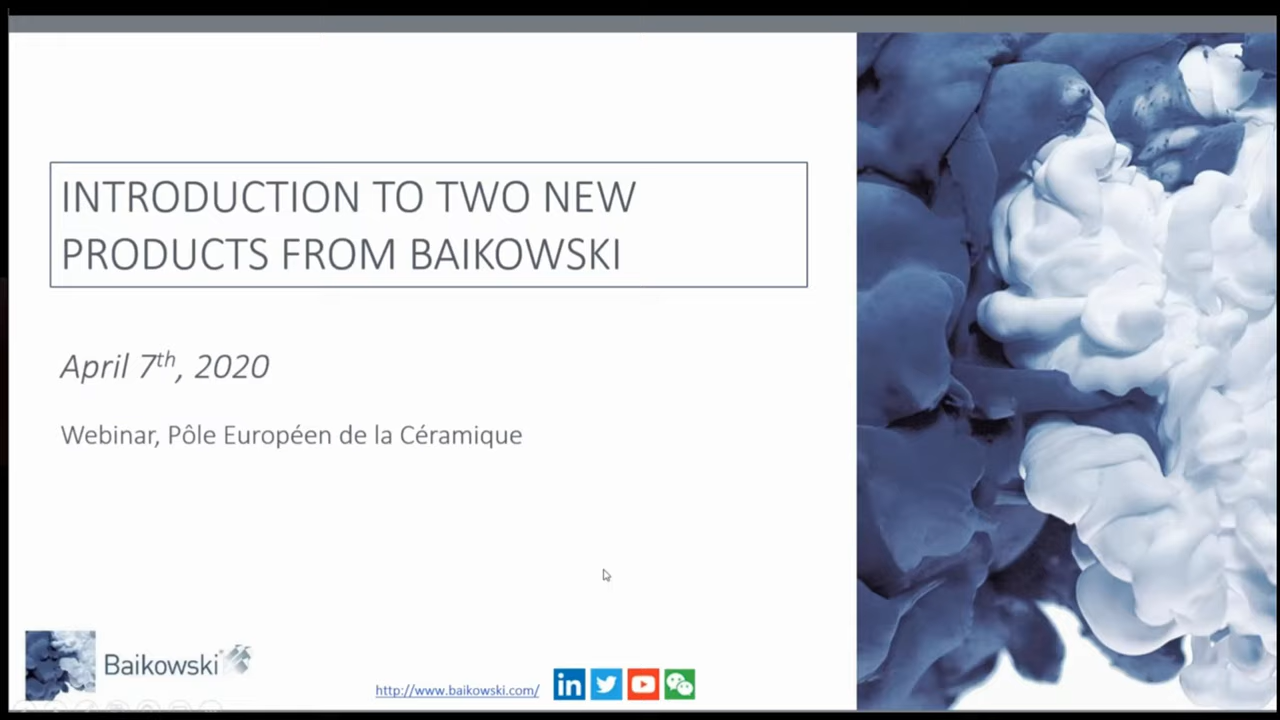 INTRODUCTION TO TWO NEW
PRODUCTS FROM BAIKOWSKI
April 7th, 2020
Webinar, Pôle Européen de la Céramique
Baikowski
http://www.baikowski.com/
in